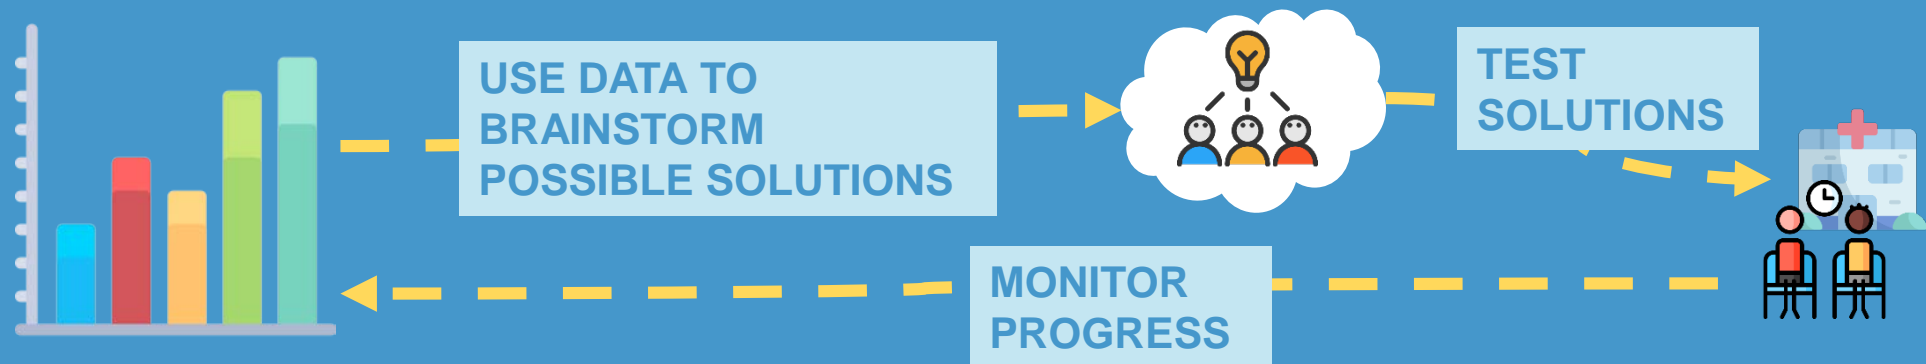 USE DATA TO
BRAINSTORM
POSSIBLE SOLUTIONS
TEST
SOLUTIONS
MONITOR
PROGRESS